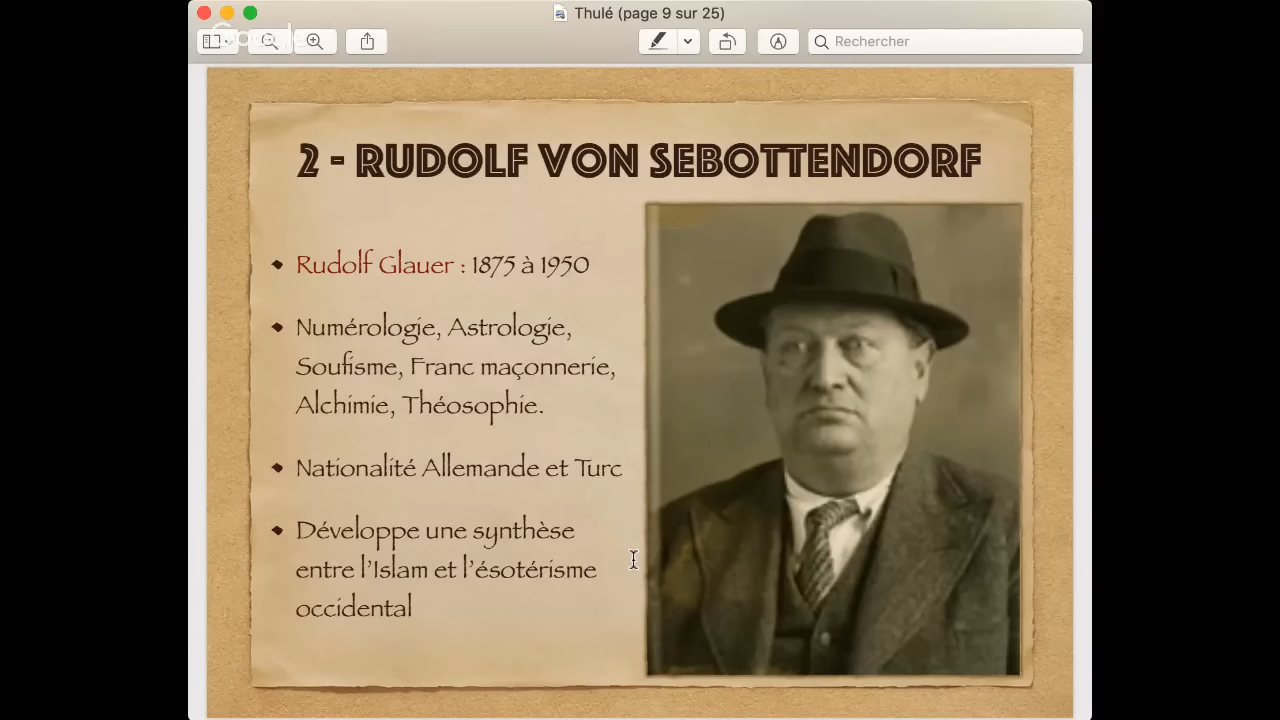 Thulé (page 9 sur 25)
Google
Rechercher
2 - RUDOLF VON SEBOTTENDORF
Rudolf Glauer : 1875 à 1950
Numérologie, Astrologie,
Soufisme, Franc maçonnerie,
Alchimie, Théosophie.
Nationalité Allemande et Turc
Développe une synthèse
entre l'Islam et l'ésotérisme
occidental